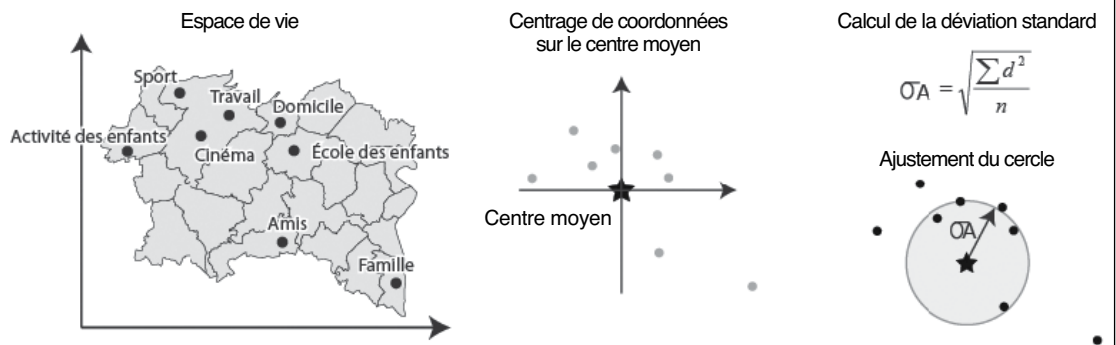 Espace de vie
Sport
Travail
Domicile
Activité des enfants
Cinéma
École des enfants
Amis
Famille
Centrage de coordonnées
sur le centre moyen
Centre moyen
Calcul de la déviation standard
σA = √(∑d²/n)
Ajustement du cercle
σA